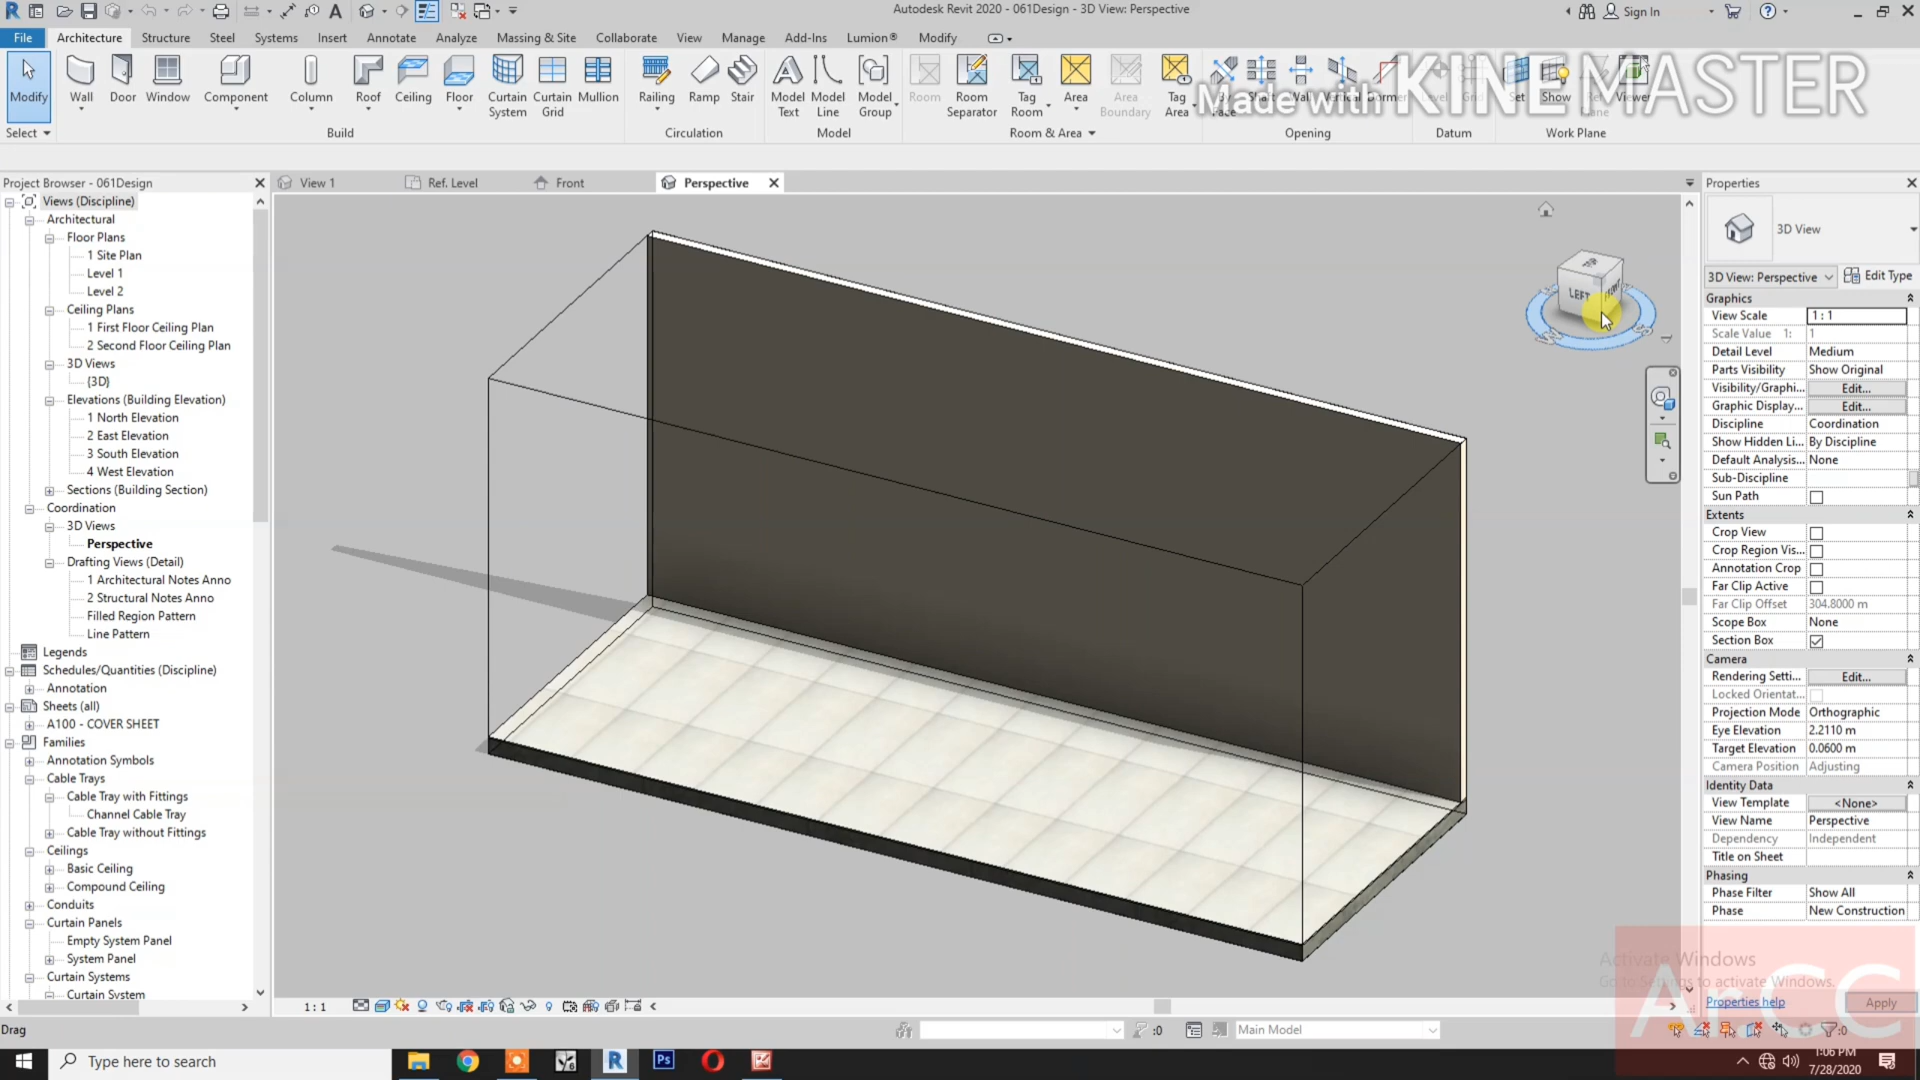 Autodesk Revit 2020 - 061Design - 3D View: Perspective
Sign In
File Architecture Structure Steel Systems Insert Annotate Analyze Massing & Site Collaborate View Manage Add-Ins Lumion® Modify
Modify Wall Door Window Component Column Roof Ceiling Floor Curtain System Curtain Grid Mullion Railing Ramp Stair Model Text Model Line Model Group Room Room Separator Tag Room Area Area Boundary Tag Area
Made with KINEMASTER
Select Build Circulation Model Room & Area Opening Datum Work Plane
Project Browser - 061Design
View 1 Ref. Level Front Perspective
Properties
Views (Discipline)
Architectural
Floor Plans
1 Site Plan
Level 1
Level 2
Ceiling Plans
1 First Floor Ceiling Plan
2 Second Floor Ceiling Plan
3D Views
{3D}
Elevations (Building Elevation)
1 North Elevation
2 East Elevation
3 South Elevation
4 West Elevation
Sections (Building Section)
Coordination
3D Views
Perspective
Drafting Views (Detail)
1 Architectural Notes Anno
2 Structural Notes Anno
Filled Region Pattern
Line Pattern
Legends
Schedules/Quantities (Discipline)
Annotation
Sheets (all)
A100 - COVER SHEET
Families
Annotation Symbols
Cable Trays
Cable Tray with Fittings
Channel Cable Tray
Cable Tray without Fittings
Ceilings
Basic Ceiling
Compound Ceiling
Conduits
Curtain Panels
Empty System Panel
System Panel
Curtain Systems
Curtain System
LEFT
3D View
3D View: Perspective Edit Type
Graphics
View Scale 1 : 1
Scale Value 1: 1
Detail Level Medium
Parts Visibility Show Original
Visibility/Graphi... Edit...
Graphic Display... Edit...
Discipline Coordination
Show Hidden Li... By Discipline
Default Analysis... None
Sub-Discipline
Sun Path
Extents
Crop View
Crop Region Vis...
Annotation Crop
Far Clip Active
Far Clip Offset 304.8000 m
Scope Box None
Section Box
Camera
Rendering Setti... Edit...
Locked Orientat...
Projection Mode Orthographic
Eye Elevation 2.2110 m
Target Elevation 0.0600 m
Camera Position Adjusting
Identity Data
View Template <None>
View Name Perspective
Dependency Independent
Title on Sheet
Phasing
Phase Filter Show All
Phase New Construction
Activate Windows
Go to Settings to activate Windows.
ArCC
Properties help Apply
1 : 1
Drag
:0 Main Model :0
Type here to search
1:06 PM
7/28/2020